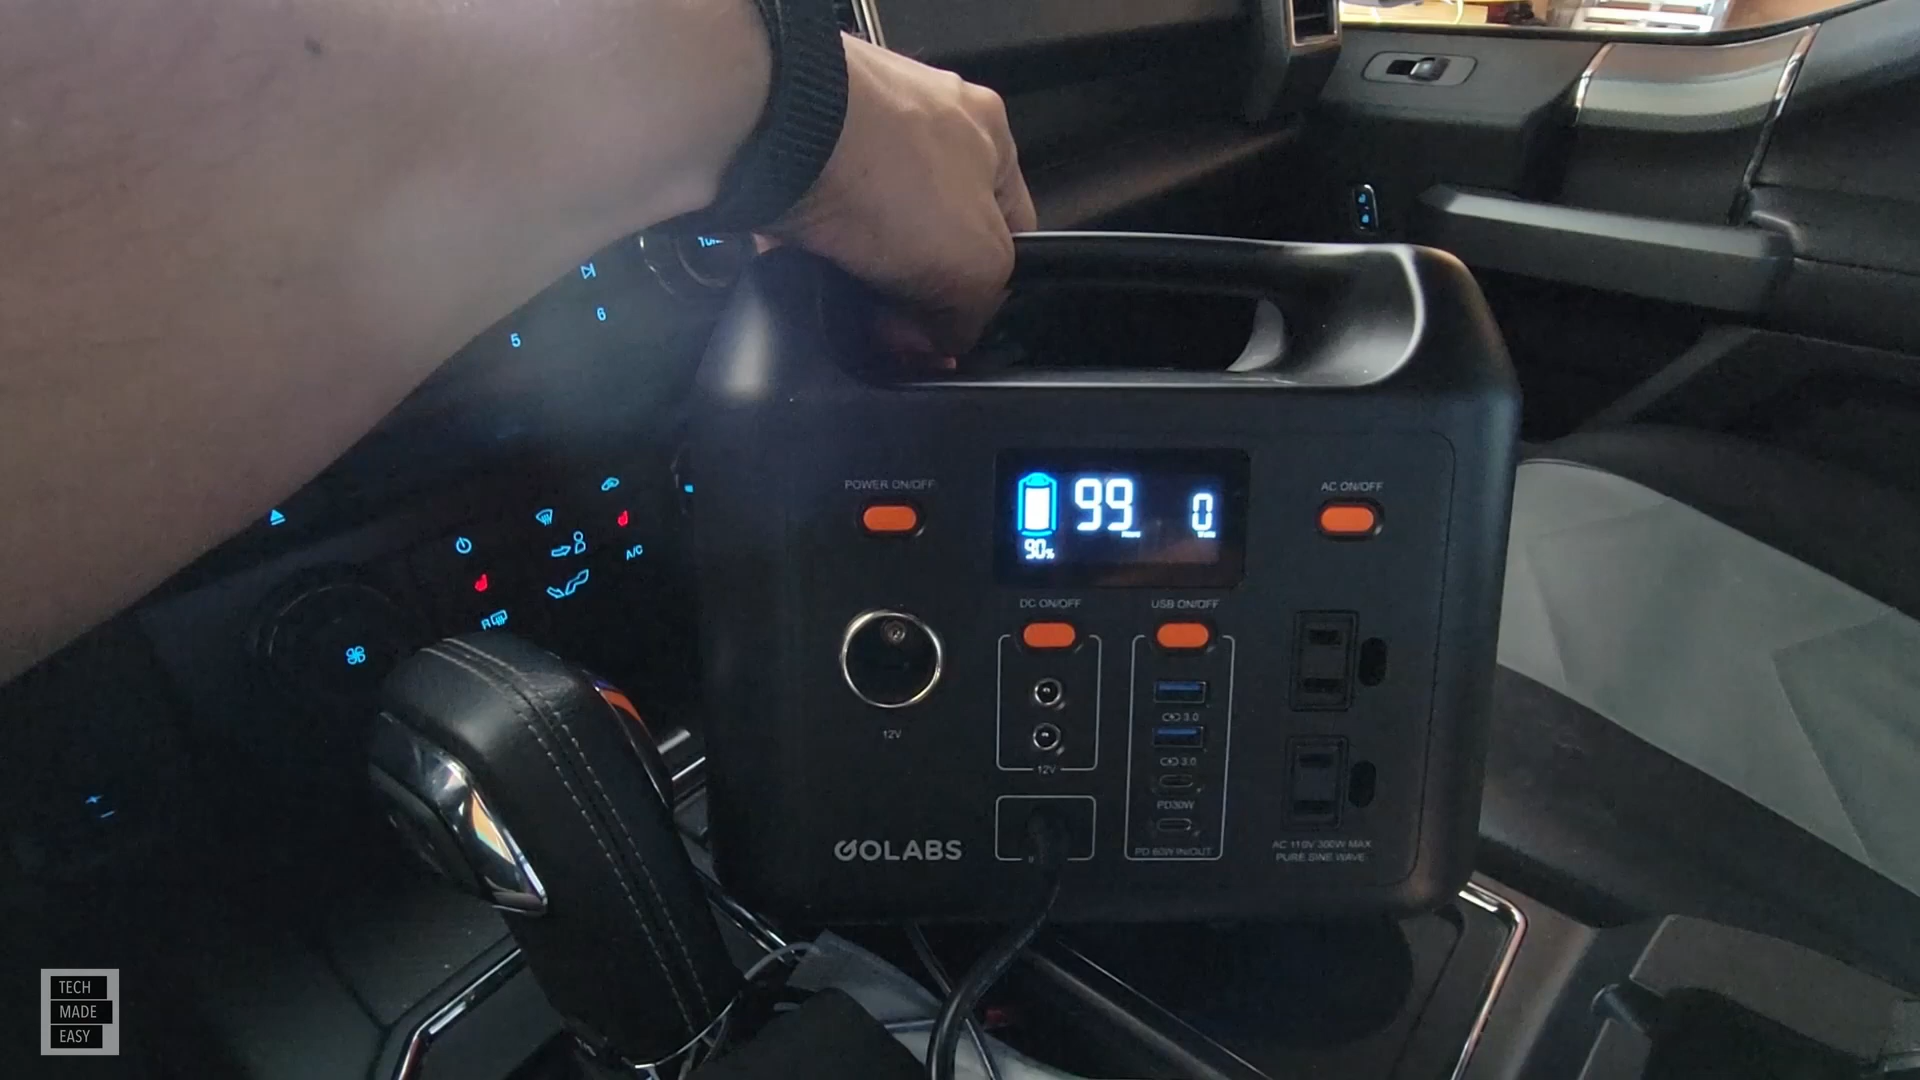 5
6
A/C
R
POWER ON/OFF
99
0
90%
AC ON/OFF
DC ON/OFF
USB ON/OFF
3.0
3.0
12V
12V
PD30W
PD 60W IN/OUT
GOLABS
AC 110V 300W MAX
PURE SINE WAVE
TECH
MADE
EASY